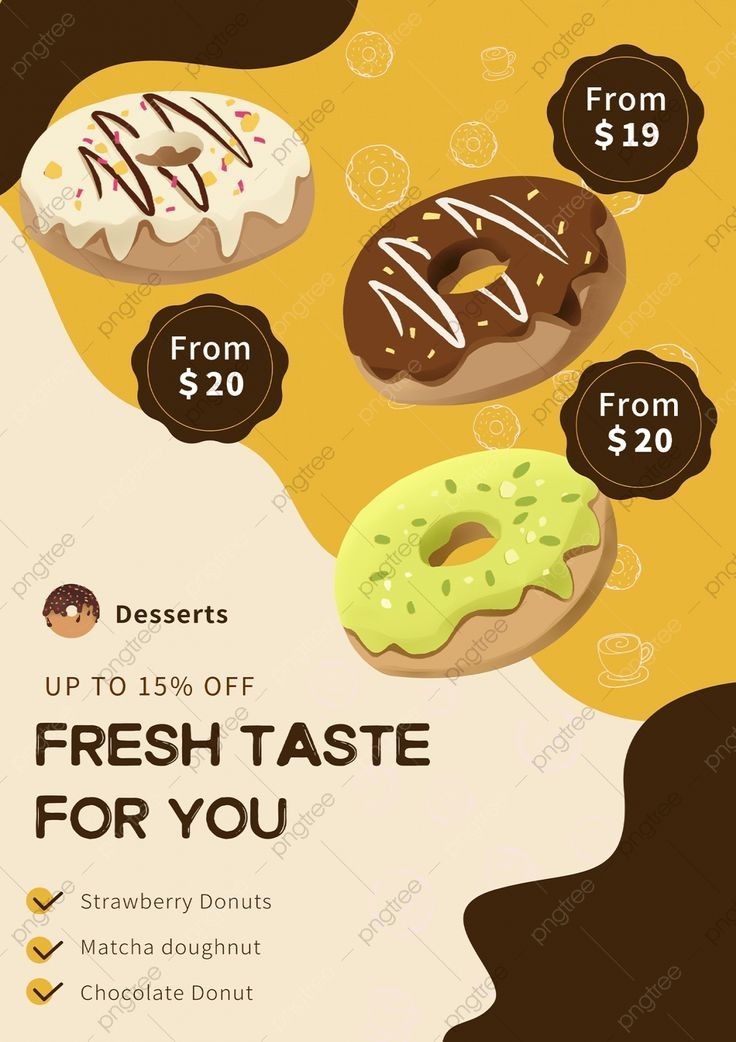 From
$ 19
From
$ 20
From
$ 20
Desserts
UP TO 15% OFF
FRESH TASTE
FOR YOU
Strawberry Donuts
Matcha doughnut
Chocolate Donut
pngtree